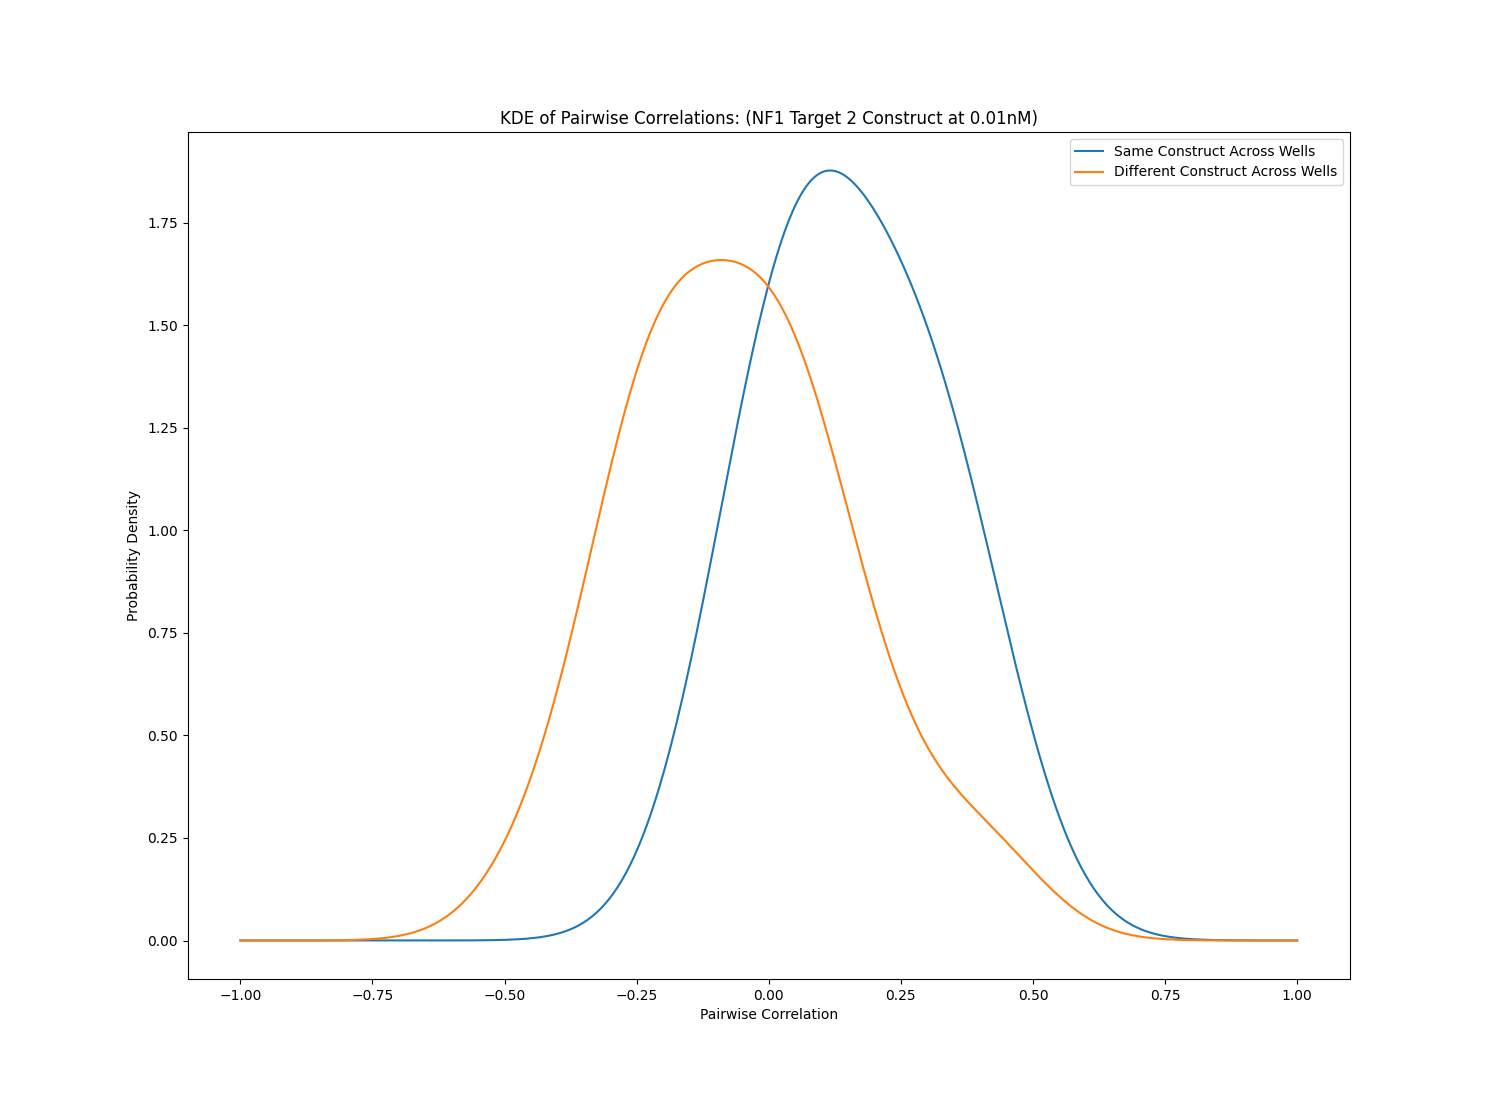 KDE of Pairwise Correlations: (NF1 Target 2 Construct at 0.01nM)
Same Construct Across Wells
Different Construct Across Wells
Probability Density
1.75
1.50
1.25
1.00
0.75
0.50
0.25
0.00
−1.00 −0.75 −0.50 −0.25 0.00 0.25 0.50 0.75 1.00
Pairwise Correlation